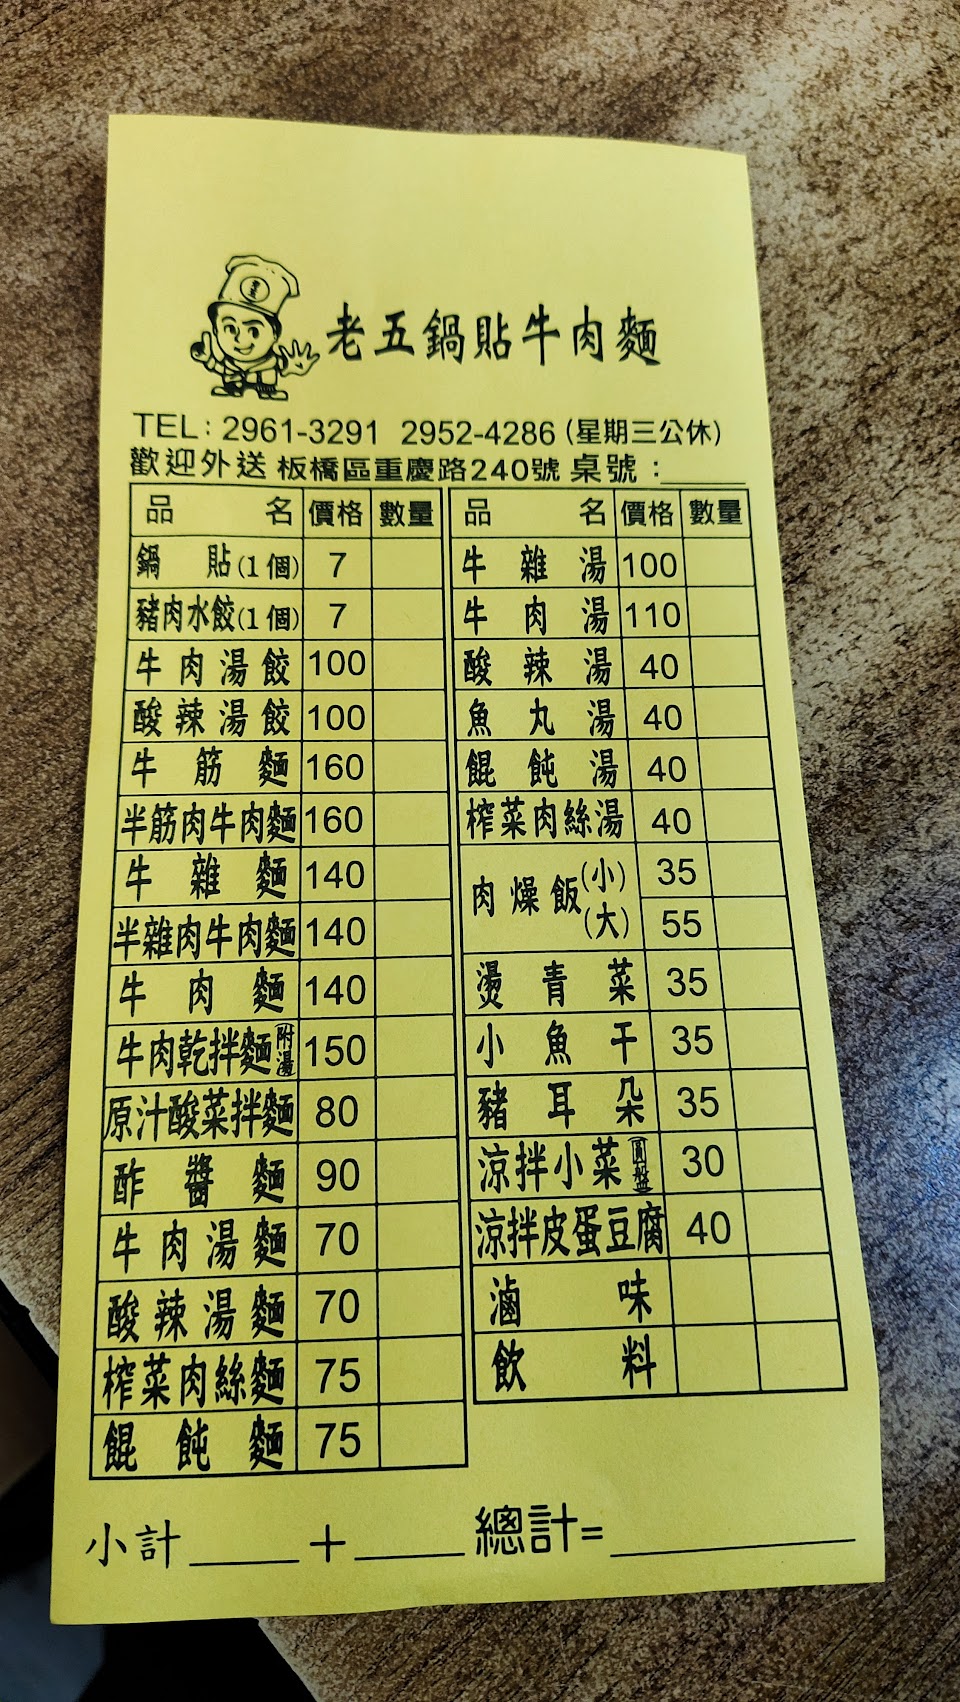 老五鍋貼牛肉麵
TEL: 2961-3291 2952-4286 (星期三公休)
歡迎外送 板橋區重慶路240號 桌號：
品名 價格 數量
鍋貼(1個) 7
豬肉水餃(1個) 7
牛肉湯餃 100
酸辣湯餃 100
牛筋麵 160
半筋肉牛肉麵 160
牛雜麵 140
半雜肉牛肉麵 140
牛肉麵 140
牛肉乾拌麵(附湯) 150
原汁酸菜拌麵 80
酢醬麵 90
牛肉湯麵 70
酸辣湯麵 70
榨菜肉絲麵 75
餛飩麵 75
品名 價格 數量
牛雜湯 100
牛肉湯 110
酸辣湯 40
魚丸湯 40
餛飩湯 40
榨菜肉絲湯 40
肉燥飯(小) 35
(大) 55
燙青菜 35
小魚干 35
豬耳朵 35
涼拌小菜(圓盤) 30
涼拌皮蛋豆腐 40
滷味
飲料
小計 + 總計=